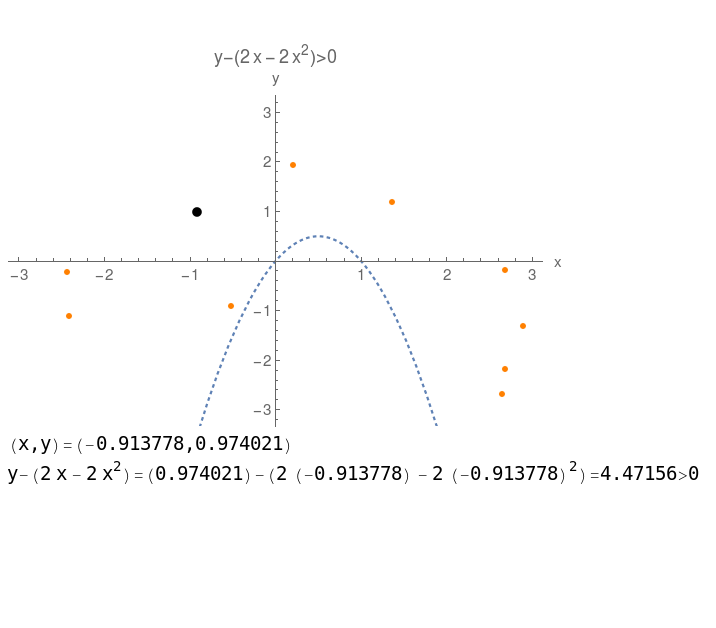 y−(2 x − 2 x²)>0
y
3
2
1
−3 −2 −1 1 2 3 x
−1
−2
−3
(x,y)=(−0.913778,0.974021)
y−(2 x − 2 x²)=(0.974021)−(2 (−0.913778) − 2 (−0.913778)²)=4.47156>0